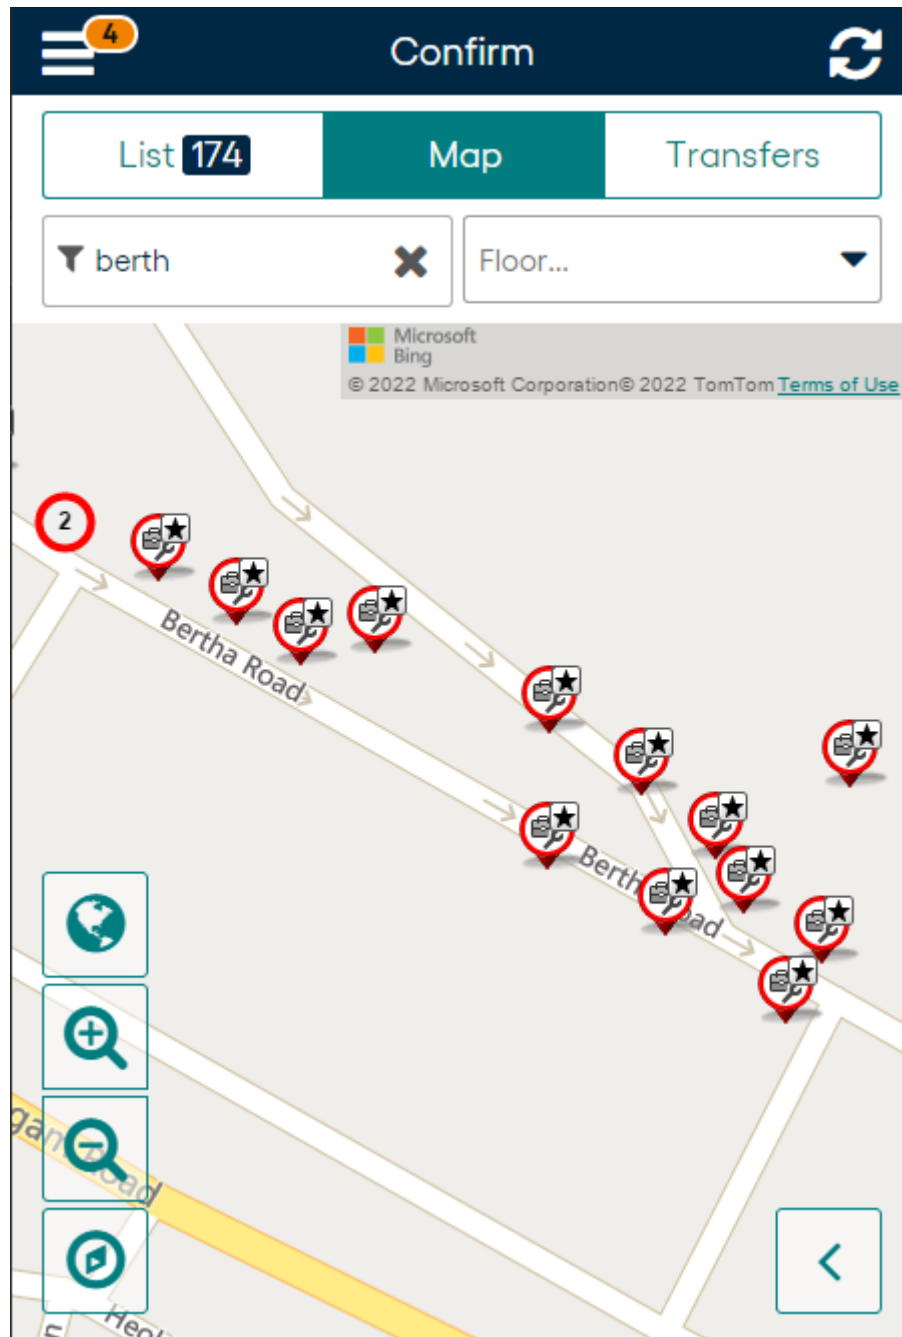 4
Confirm
List 174
Map
Transfers
berth
Floor...
Microsoft
Bing
© 2022 Microsoft Corporation© 2022 TomTom Terms of Use
2
Bertha Road
Road